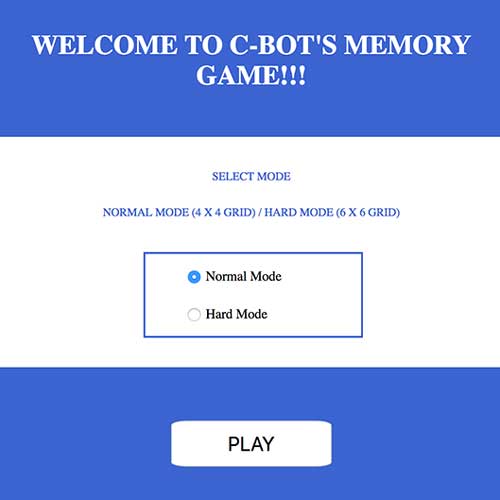 WELCOME TO C-BOT'S MEMORY
GAME!!!
SELECT MODE
NORMAL MODE (4 X 4 GRID) / HARD MODE (6 X 6 GRID)
Normal Mode
Hard Mode
PLAY